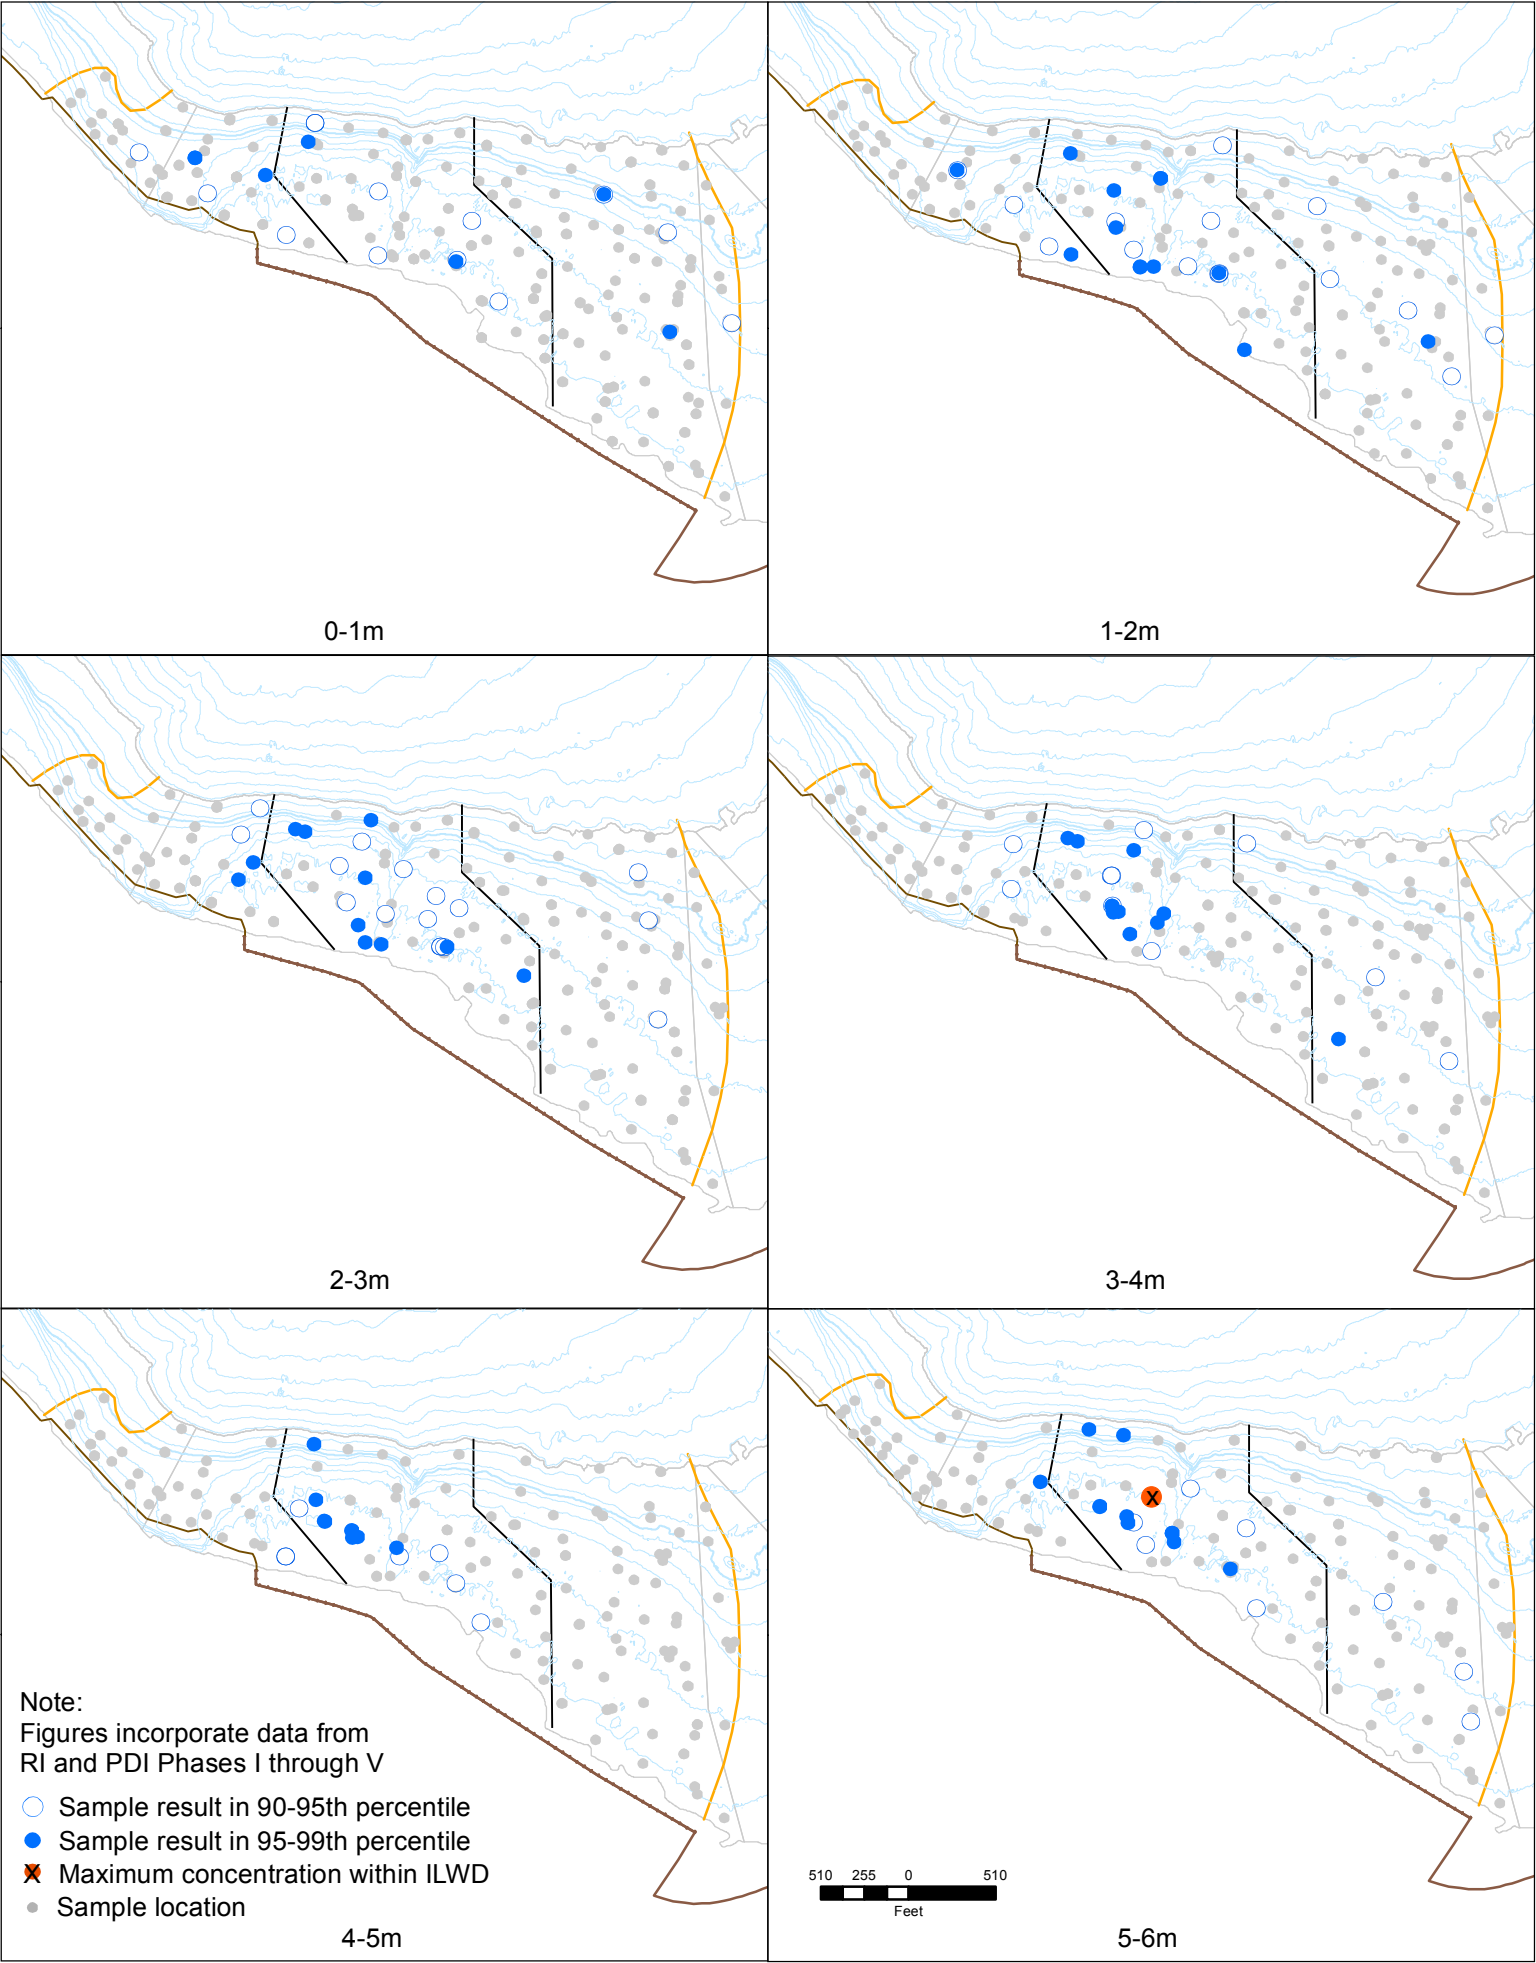 0-1m
1-2m
2-3m
3-4m
Note:
Figures incorporate data from
RI and PDI Phases I through V
Sample result in 90-95th percentile
Sample result in 95-99th percentile
X Maximum concentration within ILWD
Sample location
4-5m
X
510 255 0 510
Feet
5-6m